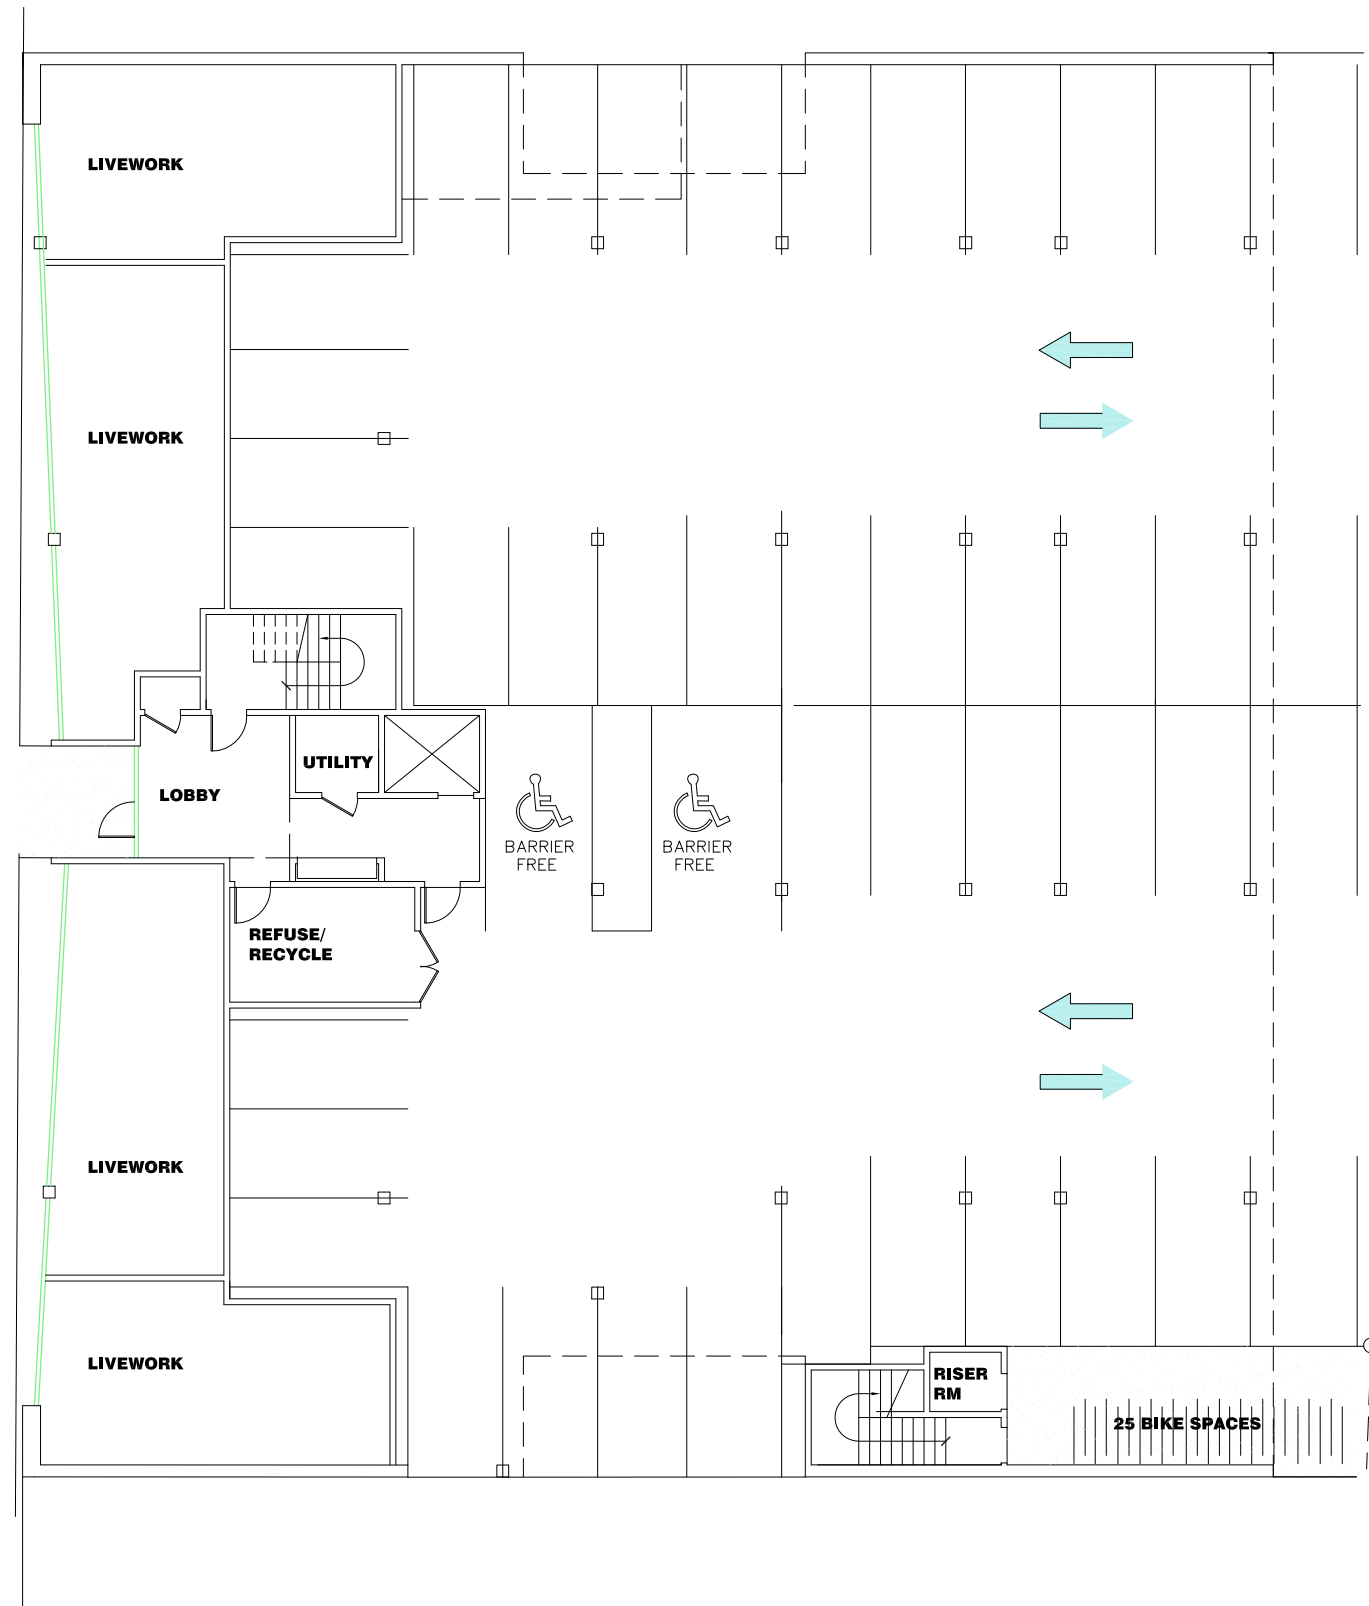 LIVEWORK
LIVEWORK
UTILITY
LOBBY
BARRIER
FREE
BARRIER
FREE
REFUSE/
RECYCLE
LIVEWORK
LIVEWORK
RISER
RM
25 BIKE SPACES